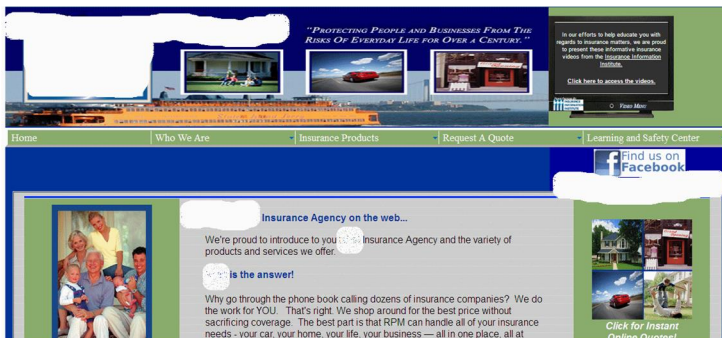 "Protecting People and Businesses From The
Risks Of Everyday Life for Over a Century."
In our efforts to help educate you with
regards to insurance matters, we are proud
to present these informative insurance
videos from the Insurance Information
Institute.
Click here to access the videos.
INSURANCE
INFORMATION
INSTITUTE
Video Menu
Home
Who We Are
Insurance Products
Request A Quote
Learning and Safety Center
Find us on
Facebook
Insurance Agency on the web...
We're proud to introduce to you Insurance Agency and the variety of
products and services we offer.
is the answer!
Why go through the phone book calling dozens of insurance companies? We do
the work for YOU. That's right. We shop around for the best price without
sacrificing coverage. The best part is that RPM can handle all of your insurance
needs - your car, your home, your life, your business — all in one place, all at
Click for Instant
Online Quotes!